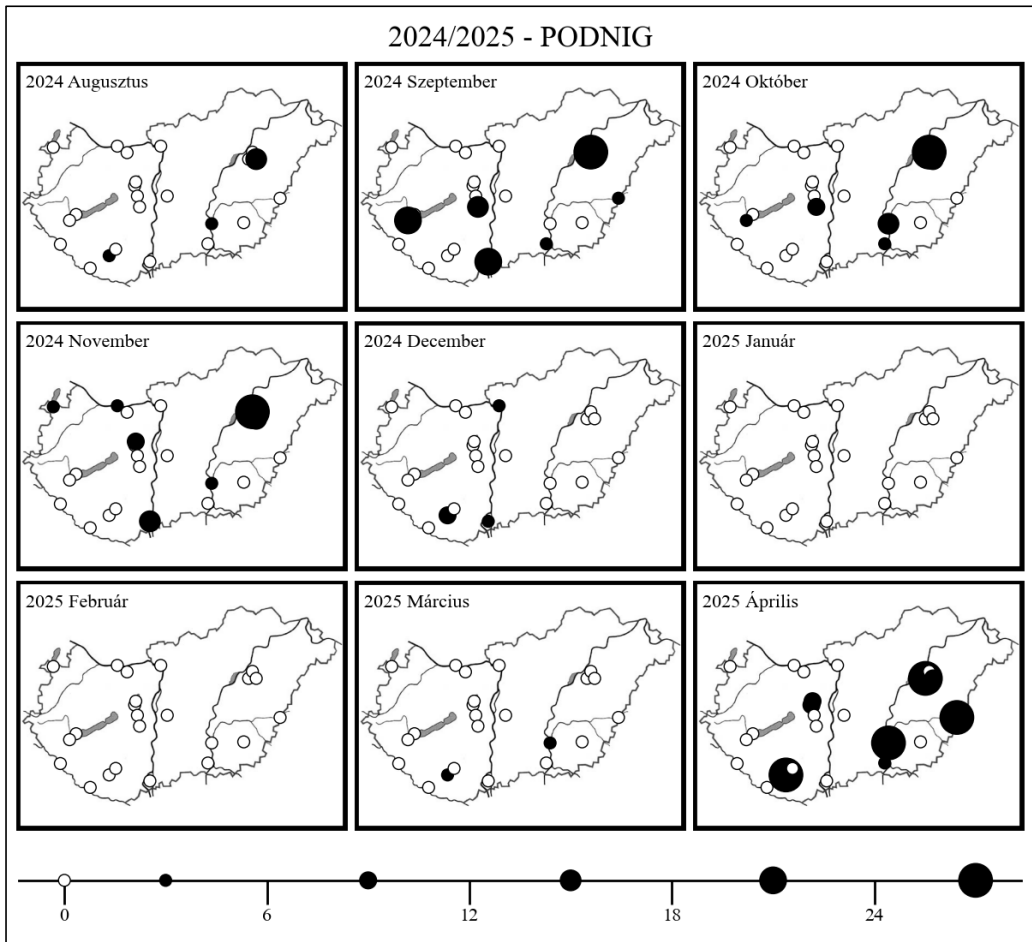 2024/2025 - PODNIG
2024 Augusztus
2024 Szeptember
2024 Október
2024 November
2024 December
2025 Január
2025 Február
2025 Március
2025 Április
0 6 12 18 24